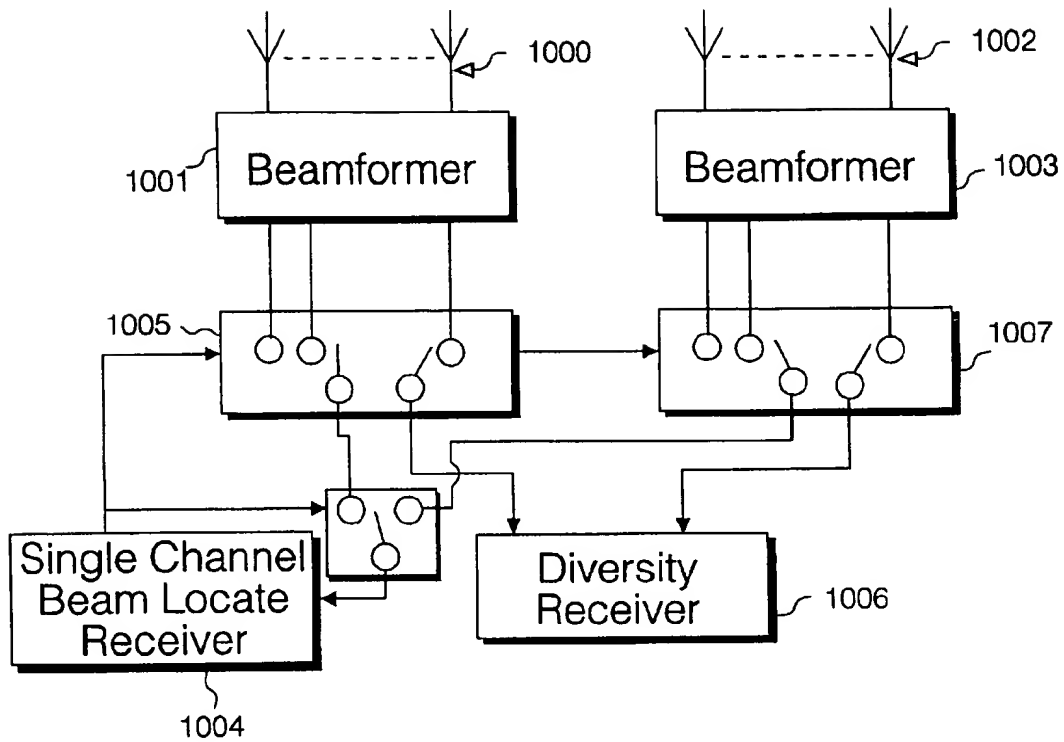 1000
1002
Beamformer
1001
Beamformer
1003
1005
1007
Single Channel
Beam Locate
Receiver
1004
Diversity
Receiver
1006